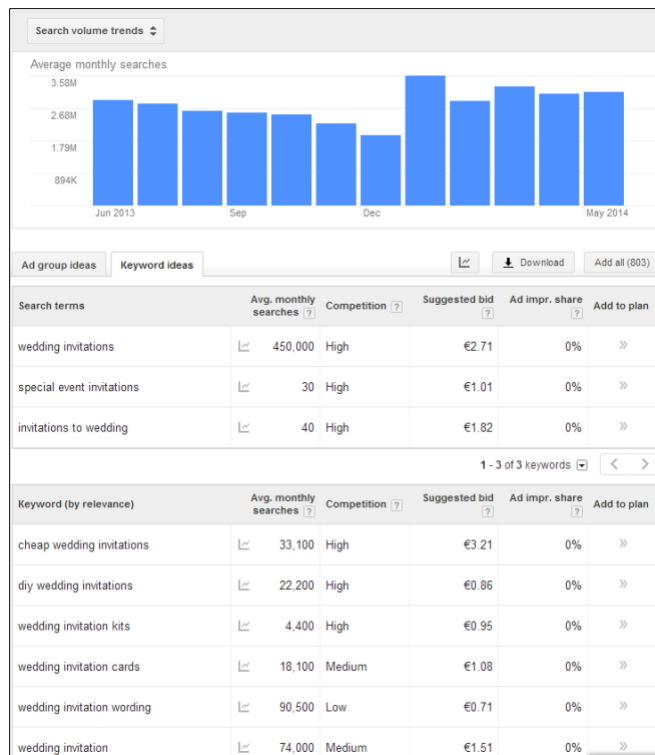 Search volume trends
Average monthly searches
3.58M
2.68M
1.79M
894K
Jun 2013 Sep Dec May 2014
Ad group ideas Keyword ideas Download Add all (803)
Search terms Avg. monthly searches ? Competition ? Suggested bid ? Ad impr. share ? Add to plan
wedding invitations 450,000 High €2.71 0% »
special event invitations 30 High €1.01 0% »
invitations to wedding 40 High €1.82 0% »
1 - 3 of 3 keywords
Keyword (by relevance) Avg. monthly searches ? Competition ? Suggested bid ? Ad impr. share ? Add to plan
cheap wedding invitations 33,100 High €3.21 0% »
diy wedding invitations 22,200 High €0.86 0% »
wedding invitation kits 4,400 High €0.95 0% »
wedding invitation cards 18,100 Medium €1.08 0% »
wedding invitation wording 90,500 Low €0.71 0% »
wedding invitation 74,000 Medium €1.51 0% »